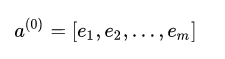 a^{(0)} = [e_1, e_2, \ldots, e_m]